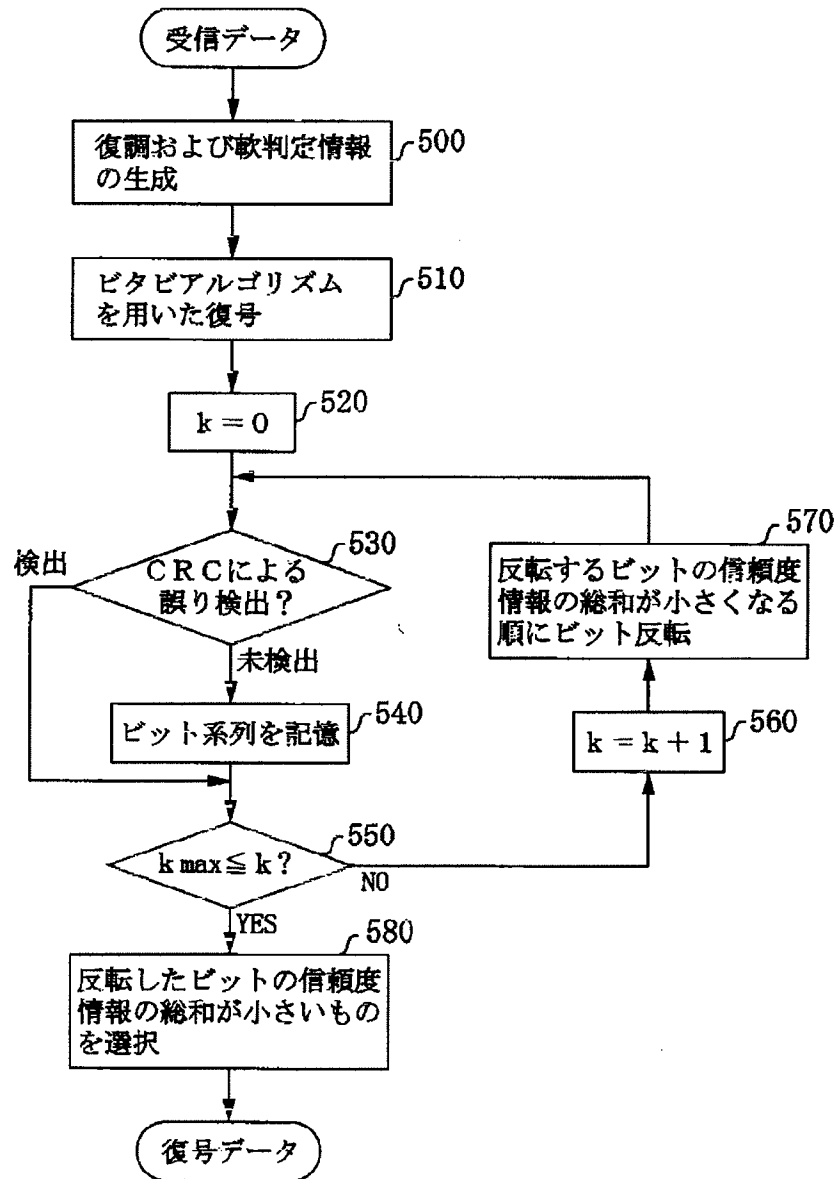 受信データ
復調および軟判定情報
の生成
500
ビタビアルゴリズム
を用いた復号
510
k = 0
520
検出
CRCによる
誤り検出?
530
未検出
ビット系列を記憶
540
k max≦k?
550
NO
YES
k = k + 1
560
反転するビットの信頼度
情報の総和が小さくなる
順にビット反転
570
反転したビットの信頼度
情報の総和が小さいもの
を選択
580
復号データ